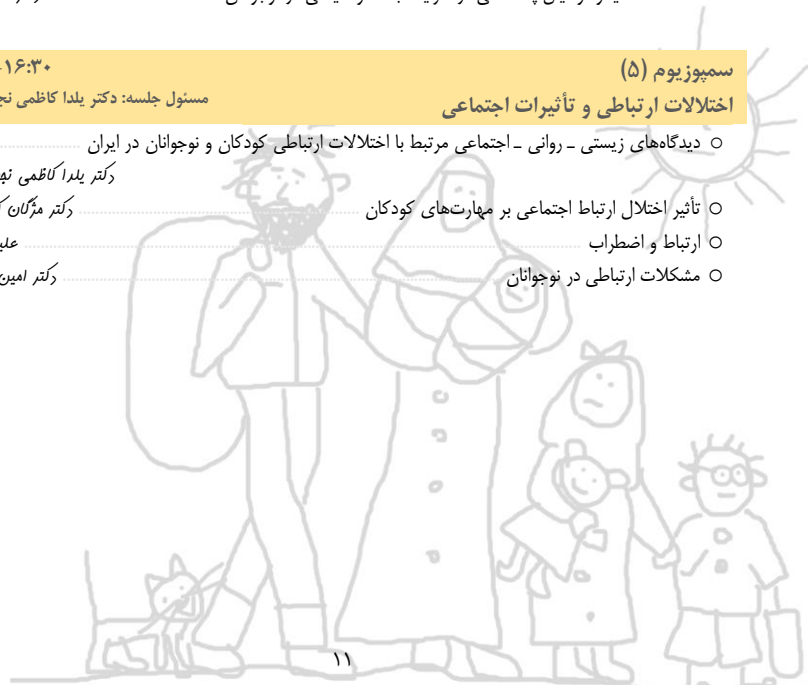 سمپوزیوم (۵) ۱۶:۳۰
اختلالات ارتباطی و تأثیرات اجتماعی مسئول جلسه: دکتر یلدا کاظمی
○ دیدگاه‌های زیستی ـ روانی ـ اجتماعی مرتبط با اختلالات ارتباطی کودکان و نوجوانان در ایران
دکتر یلدا کاظمی
○ تأثیر اختلال ارتباط اجتماعی بر مهارت‌های کودکان دکتر مژگان
○ ارتباط و اضطراب
○ مشکلات ارتباطی در نوجوانان دکتر امین
۱۱